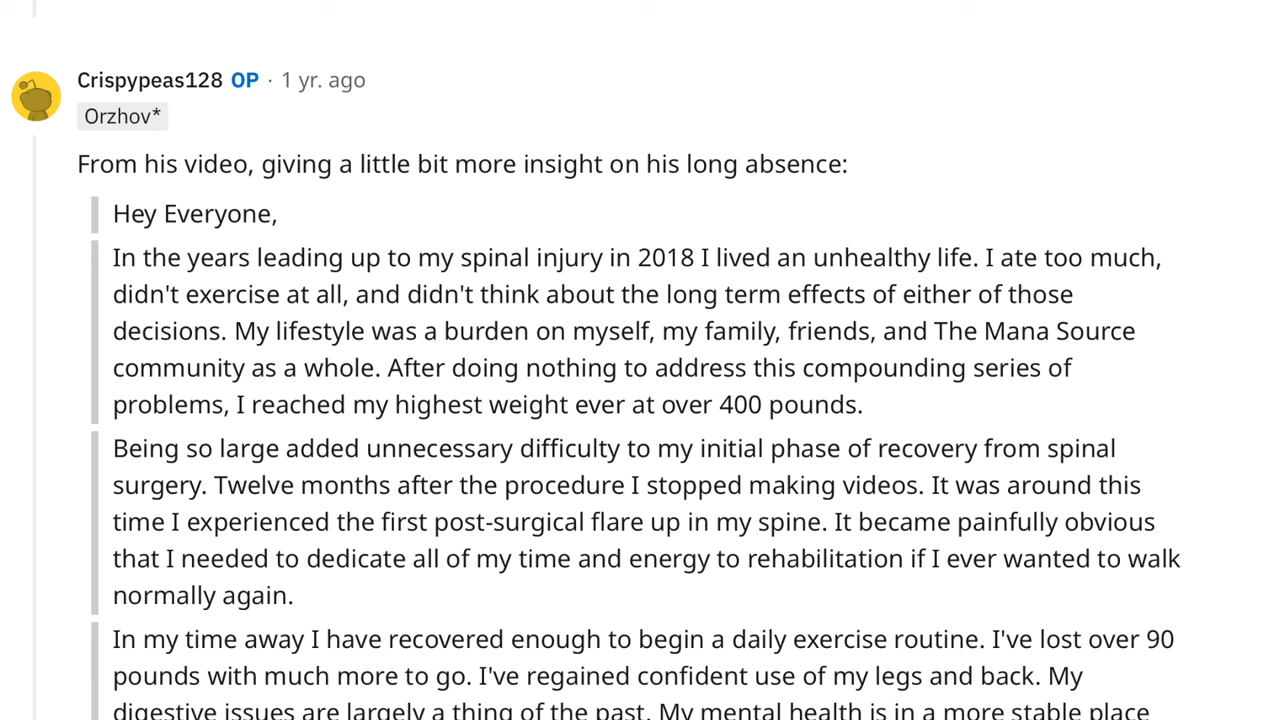 Crispypeas128 OP · 1 yr. ago
Orzhov*
From his video, giving a little bit more insight on his long absence:
Hey Everyone,
In the years leading up to my spinal injury in 2018 I lived an unhealthy life. I ate too much,
didn't exercise at all, and didn't think about the long term effects of either of those
decisions. My lifestyle was a burden on myself, my family, friends, and The Mana Source
community as a whole. After doing nothing to address this compounding series of
problems, I reached my highest weight ever at over 400 pounds.
Being so large added unnecessary difficulty to my initial phase of recovery from spinal
surgery. Twelve months after the procedure I stopped making videos. It was around this
time I experienced the first post-surgical flare up in my spine. It became painfully obvious
that I needed to dedicate all of my time and energy to rehabilitation if I ever wanted to walk
normally again.
In my time away I have recovered enough to begin a daily exercise routine. I've lost over 90
pounds with much more to go. I've regained confident use of my legs and back. My
digestive issues are largely a thing of the past. My mental health is in a more stable place